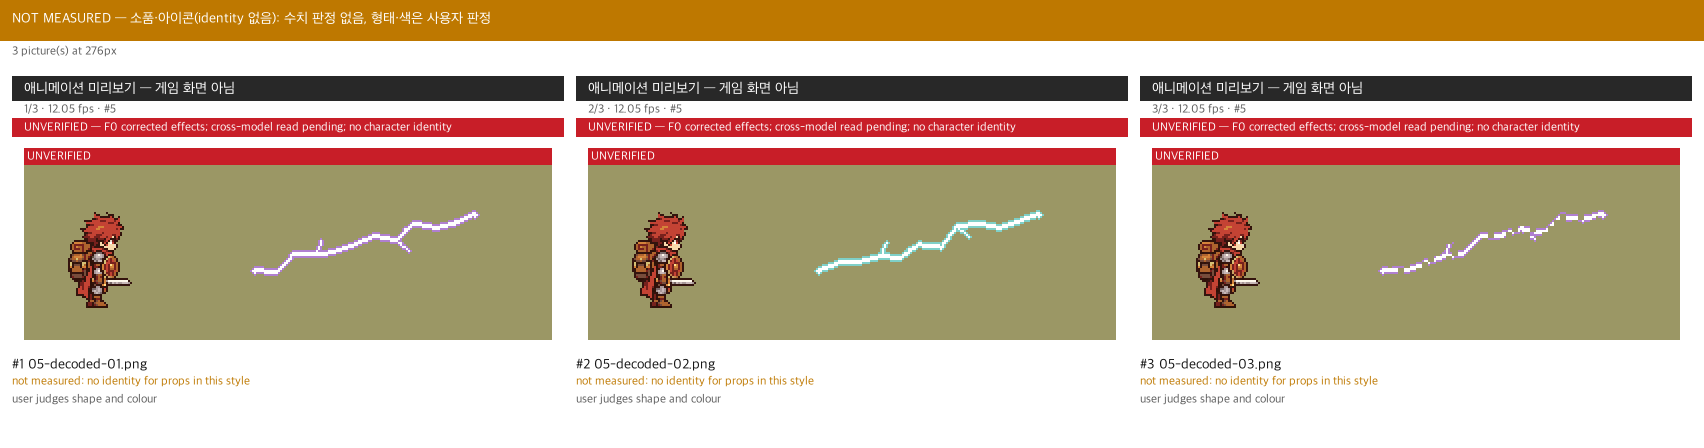 NOT MEASURED — 소품·아이콘(identity 없음): 수치 판정 없음, 형태·색은 사용자 판정
3 picture(s) at 276px
애니메이션 미리보기 — 게임 화면 아님
1/3 · 12.05 fps · #5
UNVERIFIED — F0 corrected effects; cross-model read pending; no character identity
UNVERIFIED
#1 05-decoded-01.png
not measured: no identity for props in this style
user judges shape and colour
애니메이션 미리보기 — 게임 화면 아님
2/3 · 12.05 fps · #5
UNVERIFIED — F0 corrected effects; cross-model read pending; no character identity
UNVERIFIED
#2 05-decoded-02.png
not measured: no identity for props in this style
user judges shape and colour
애니메이션 미리보기 — 게임 화면 아님
3/3 · 12.05 fps · #5
UNVERIFIED — F0 corrected effects; cross-model read pending; no character identity
UNVERIFIED
#3 05-decoded-03.png
not measured: no identity for props in this style
user judges shape and colour